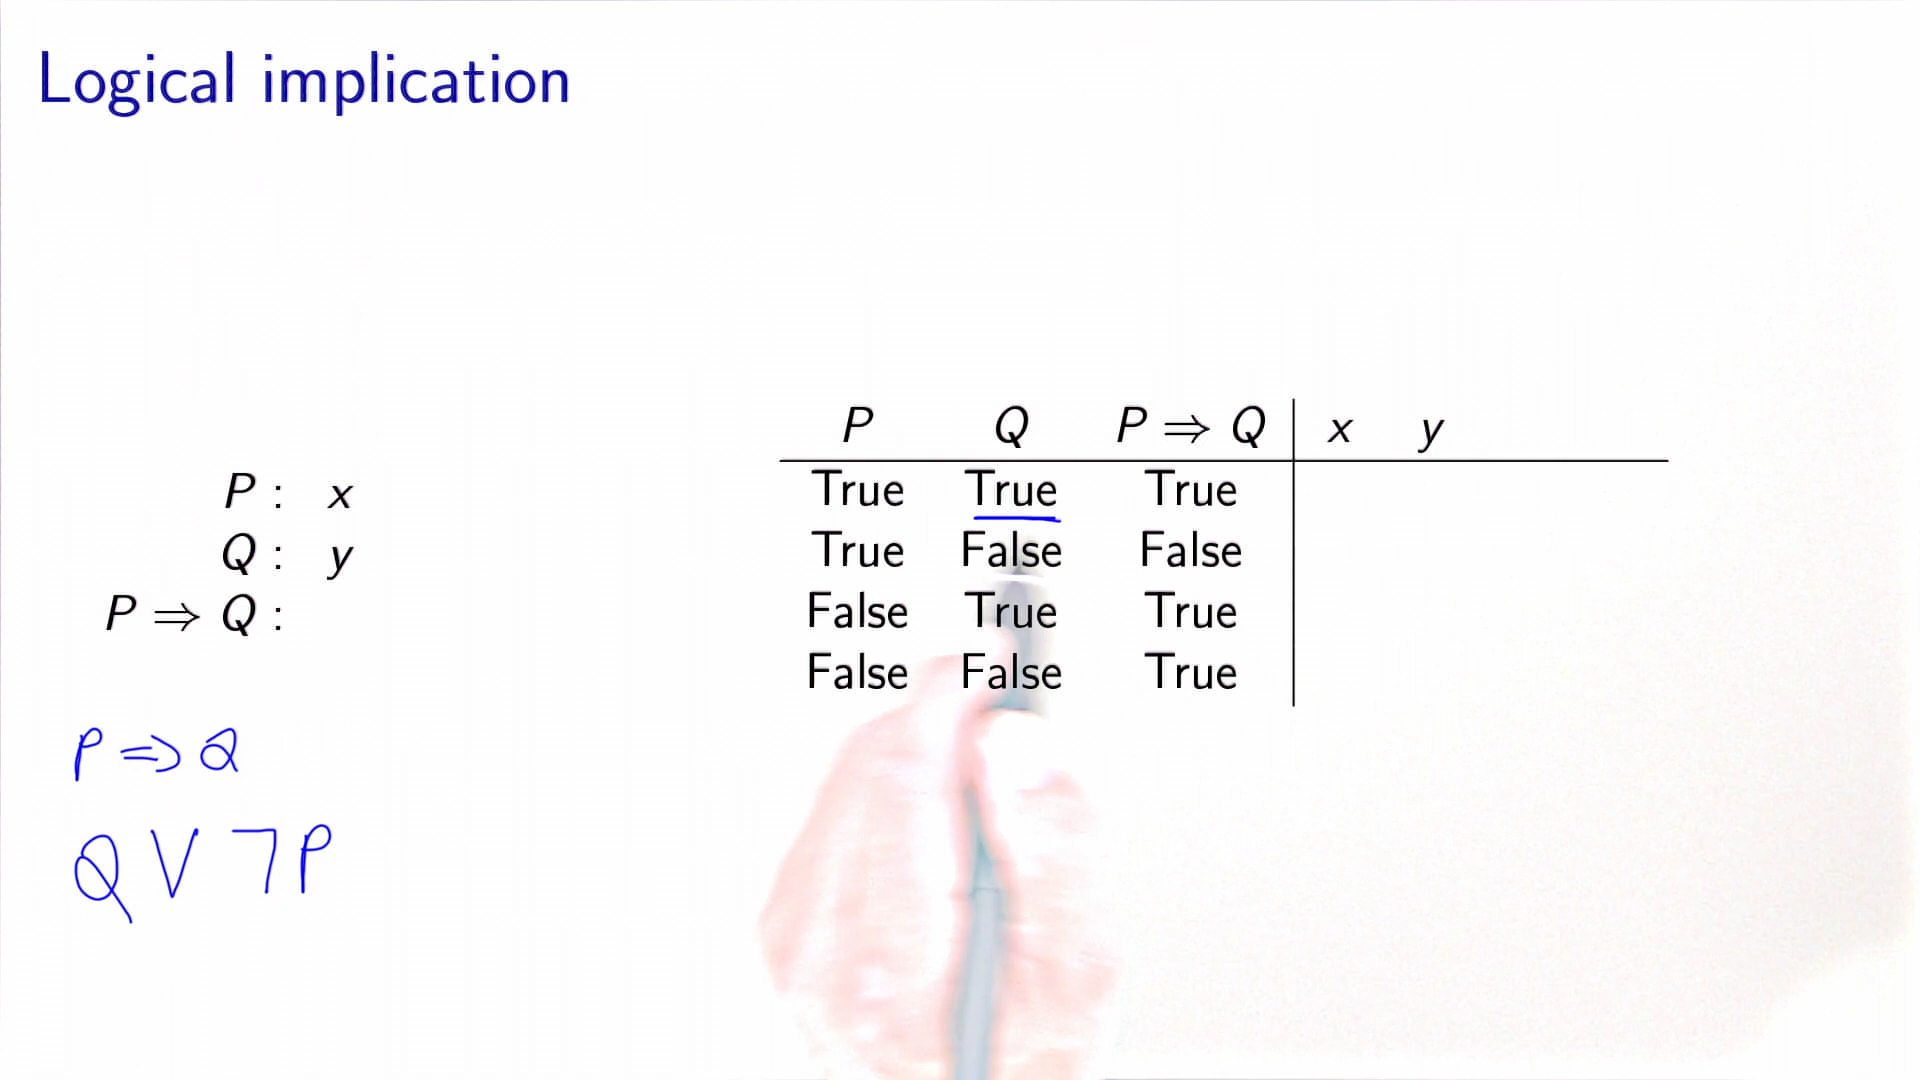 Logical implication
P : x
Q : y
P ⇒ Q :
P ⇒ Q
Q ∨ ¬P
P Q P ⇒ Q x y
True True True
True False False
False True True
False False True